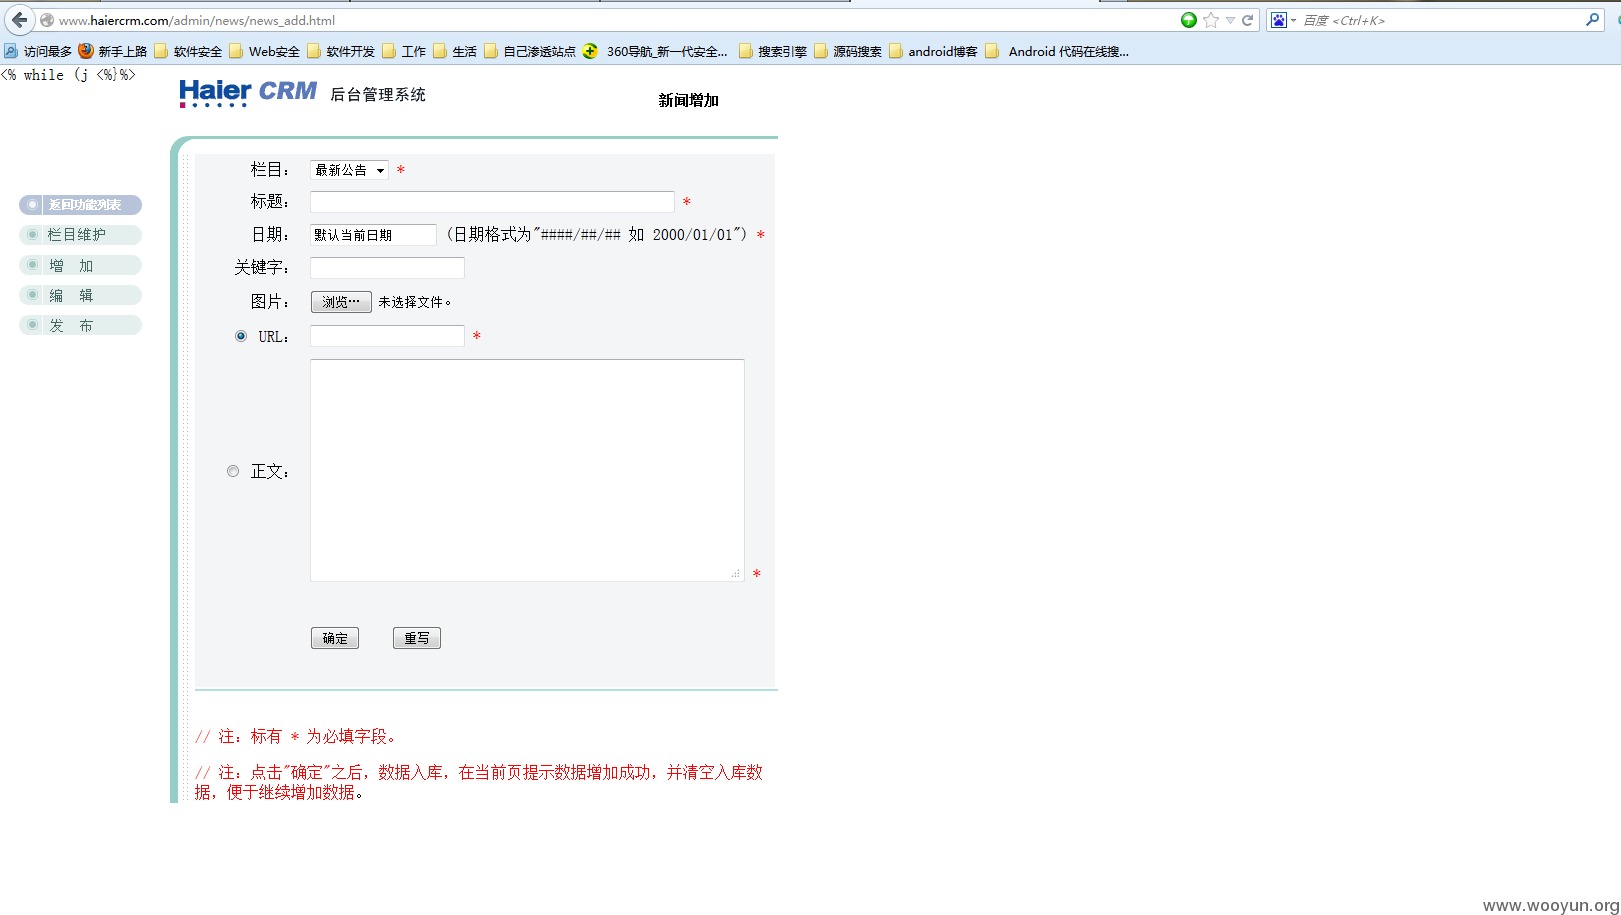 www.haiercrm.com/admin/news/news_add.html
百度 <Ctrl+K>
访问最多 新手上路 软件安全 Web安全 软件开发 工作 生活 自己渗透站点 360导航_新一代安全... 搜索引擎 源码搜索 android博客 Android 代码在线搜...
<% while (j <%}%>
Haier CRM 后台管理系统
新闻增加
返回功能列表
栏目维护
增 加
编 辑
发 布
栏目： 最新公告 *
标题： *
日期： 默认当前日期 (日期格式为"####/##/## 如 2000/01/01") *
关键字：
图片： 浏览… 未选择文件。
URL： *
正文： *
确定 重写
// 注：标有 * 为必填字段。
// 注：点击"确定"之后，数据入库，在当前页提示数据增加成功，并清空入库数
据，便于继续增加数据。
www.wooyun.org